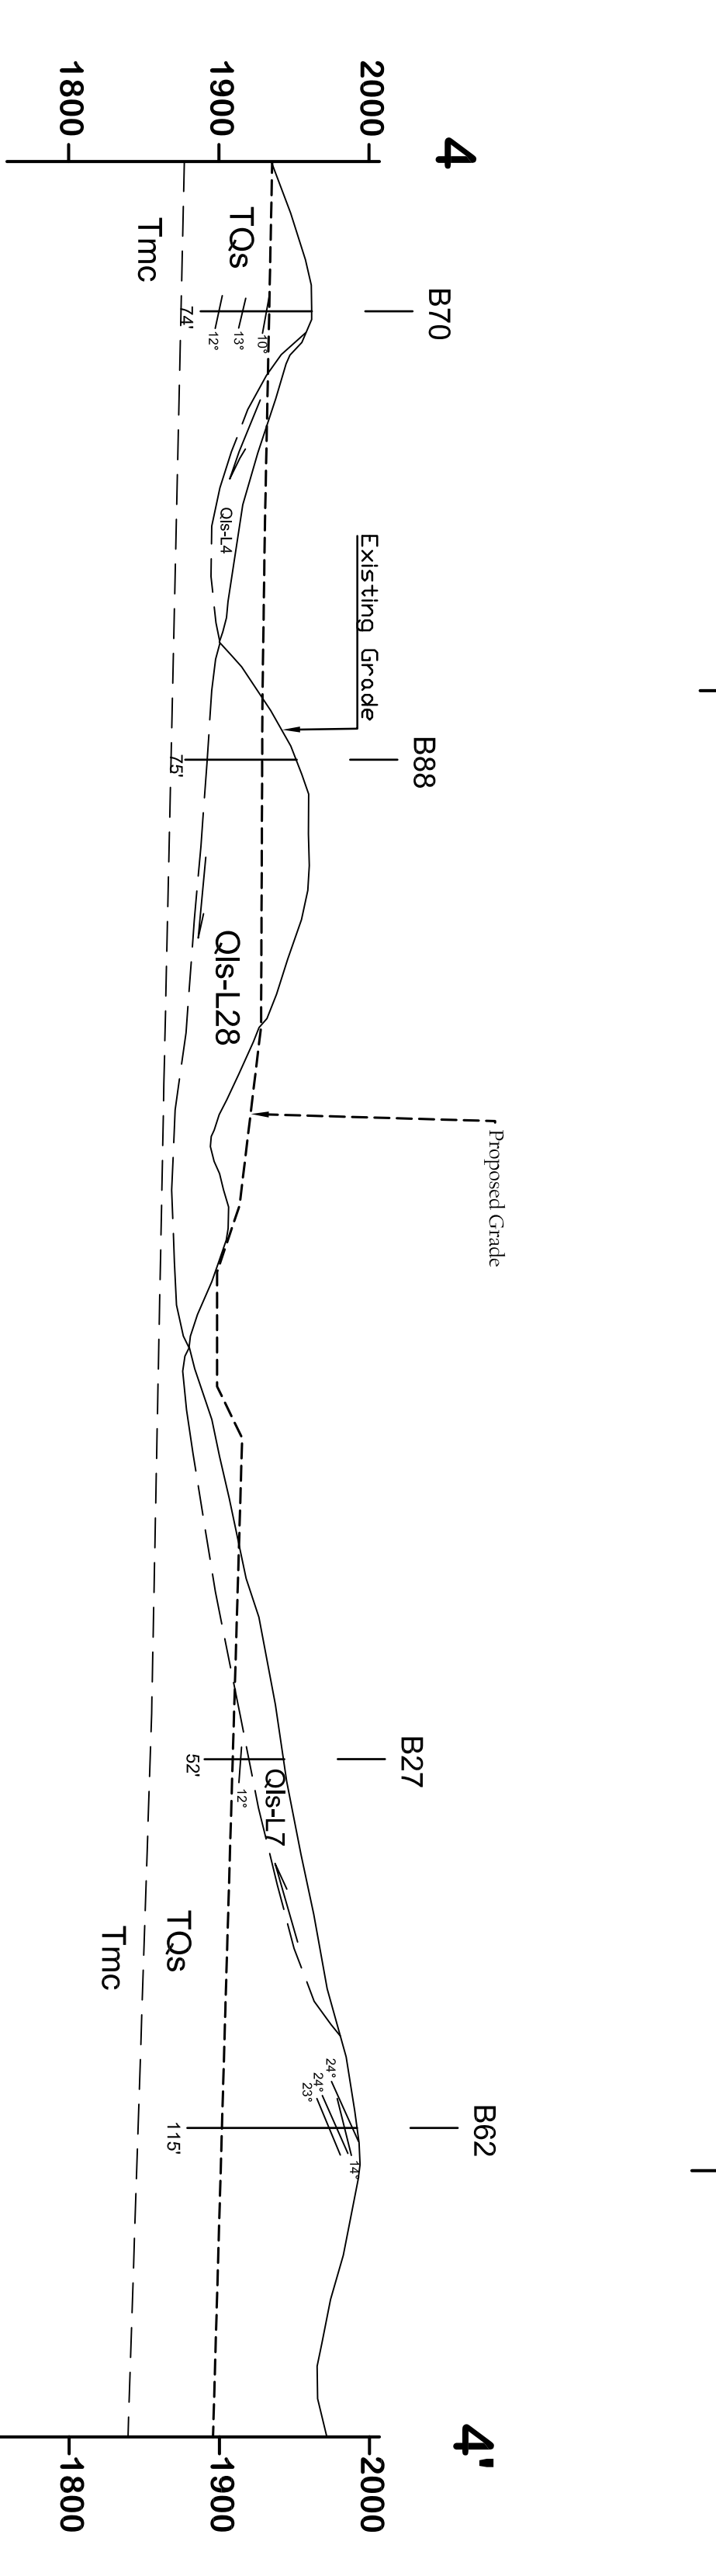 4
2000
1900
1800
B70
TQs
Tmc
74'
12°
13°
10°
Qls-L4
Existing Grade
B88
75'
Qls-L28
Proposed Grade
B27
52'
12°
Qls-L7
TQs
Tmc
B62
24°
24°
23°
14°
115'
4'
2000
1900
1800